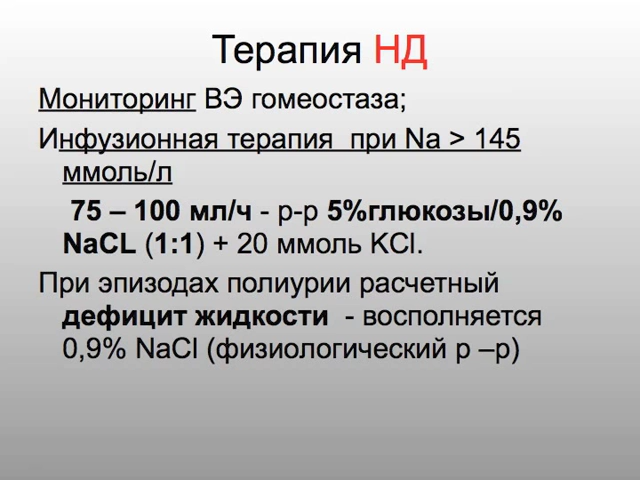 Терапия НД
Мониторинг ВЭ гомеостаза;
Инфузионная терапия  при Na > 145
ммоль/л
75 – 100 мл/ч - р-р 5%глюкозы/0,9%
NaCL (1:1) + 20 ммоль KCl.
При эпизодах полиурии расчетный
дефицит жидкости  - восполняется
0,9% NaCl (физиологический р –р)